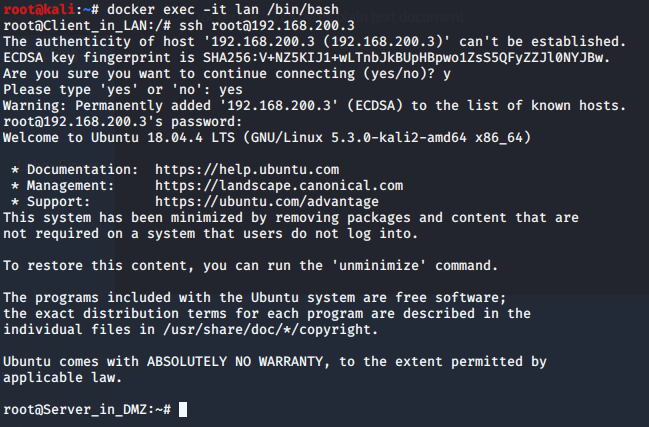 root@kali:~# docker exec -it lan /bin/bash
root@Client_in_LAN:/# ssh root@192.168.200.3
The authenticity of host '192.168.200.3 (192.168.200.3)' can't be established.
ECDSA key fingerprint is SHA256:V+NZ5KIJ1+wLTnbJkBUpHBpwo1ZsS5QFyZZJl0NYJBw.
Are you sure you want to continue connecting (yes/no)? y
Please type 'yes' or 'no': yes
Warning: Permanently added '192.168.200.3' (ECDSA) to the list of known hosts.
root@192.168.200.3's password:
Welcome to Ubuntu 18.04.4 LTS (GNU/Linux 5.3.0-kali2-amd64 x86_64)

 * Documentation:  https://help.ubuntu.com
 * Management:     https://landscape.canonical.com
 * Support:        https://ubuntu.com/advantage
This system has been minimized by removing packages and content that are
not required on a system that users do not log into.

To restore this content, you can run the 'unminimize' command.

The programs included with the Ubuntu system are free software;
the exact distribution terms for each program are described in the
individual files in /usr/share/doc/*/copyright.

Ubuntu comes with ABSOLUTELY NO WARRANTY, to the extent permitted by
applicable law.

root@Server_in_DMZ:~#